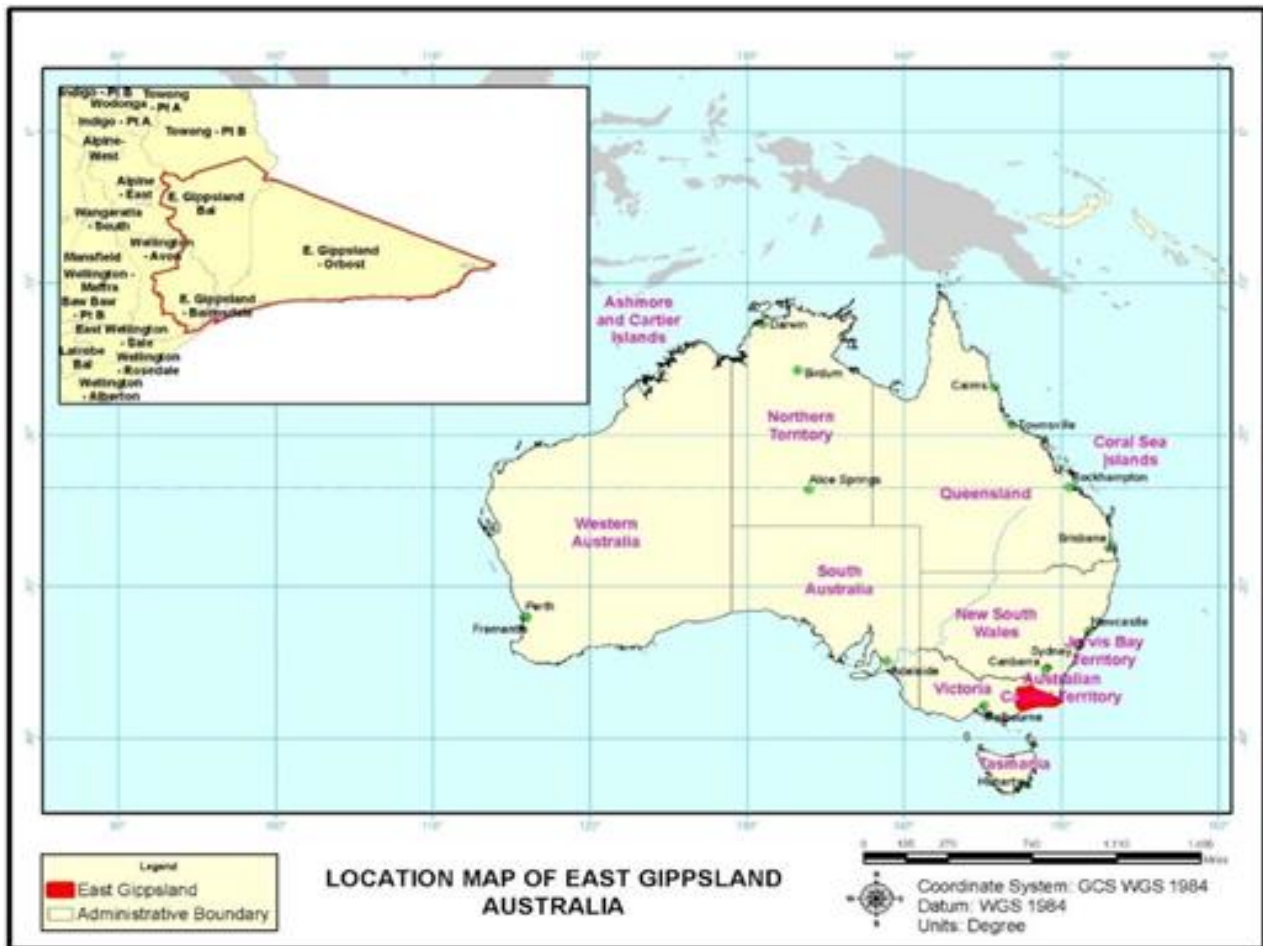 Indigo - Pt B
Towong
- Pt A
Wodonga
Indigo - Pt A
Towong - Pt B
Alpine-
West
Alpine
- East
E. Gippsland
Bal
Wangaratta
- South
Wellington
- Avon
E. Gippsland
- Orbost
Mansfield
Wellington -
Maffra
E. Gippsland
- Bairnsdale
Baw Baw
- Pt B
East Wellington
- Sale
Latrobe
Bal
Wellington
- Rosedale
Wellington
- Alberton
Ashmore
and Cartier
Islands
Darwin
Birdum
Cairns
Northern
Territory
Townsville
Coral Sea
Islands
Rockhampton
Alice Springs
Queensland
Western
Australia
Brisbane
South
Australia
New South
Wales
Perth
Fremantle
Newcastle
Sydney
Jervis Bay
Territory
Canberra
Adelaide
Australian
Territory
Victoria
Melbourne
Tasmania
Legend
East Gippsland
Administrative Boundary
LOCATION MAP OF EAST GIPPSLAND
AUSTRALIA
Miles
Coordinate System: GCS WGS 1984
Datum: WGS 1984
Units: Degree